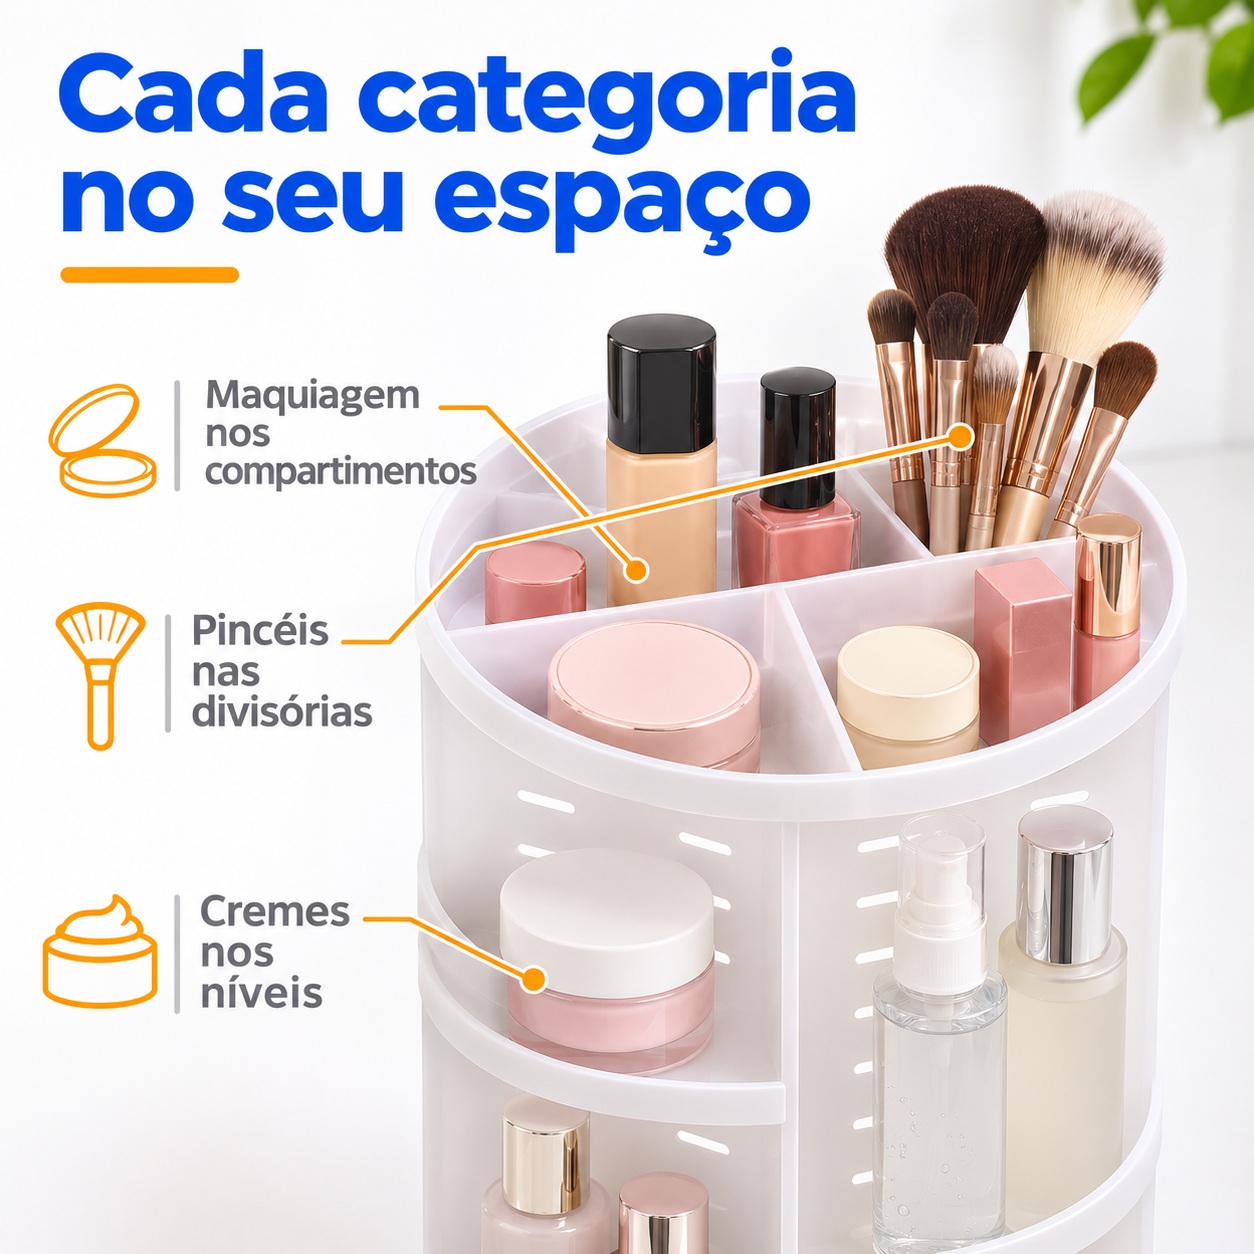 Cada categoria
no seu espaço
Maquiagem
nos
compartimentos
Pincéis
nas
divisórias
Cremes
nos
níveis